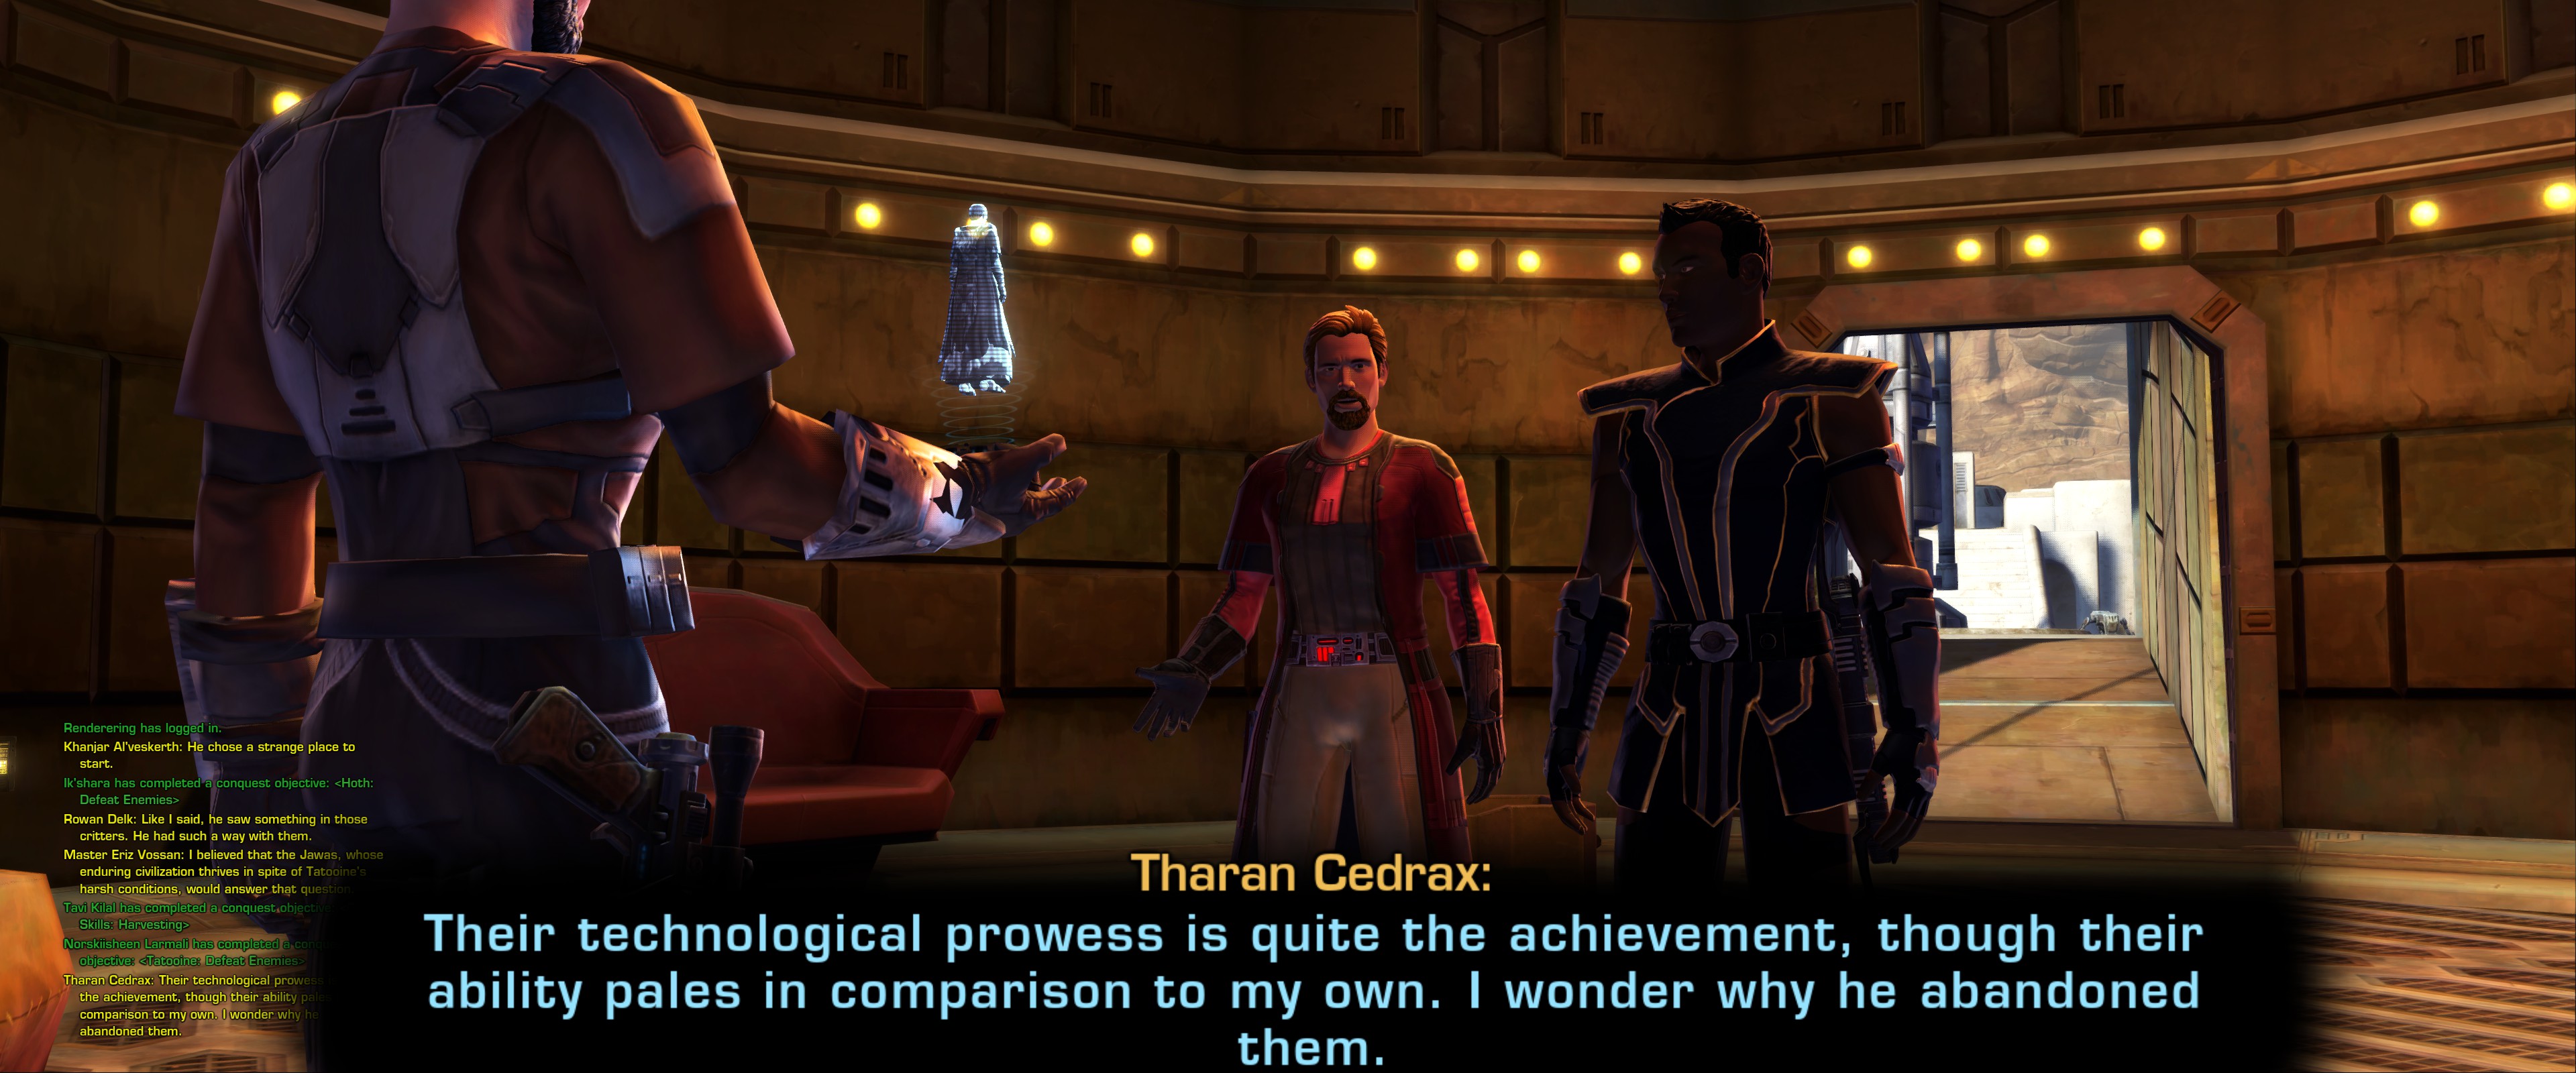 Renderering has logged in.
Khanjar Al'veskerth: He chose a strange place to
start.
Ik'shara has completed a conquest objective: <Hoth:
Defeat Enemies>
Rowan Delk: Like I said, he saw something in those
critters. He had such a way with them.
Master Eriz Vossan: I believed that the Jawas, whose
enduring civilization thrives in spite of Tatooine's
harsh conditions, would answer that question.
Tavi Kilal has completed a conquest objective
Skills: Harvesting>
Norskiisheen Larmali has completed a
objective: <Tatooine: Defeat Enemies>
Tharan Cedrax: Their technological prowess
the achievement, though their ability
comparison to my own. I wonder why he
abandoned them.
Tharan Cedrax:
Their technological prowess is quite the achievement, though their
ability pales in comparison to my own. I wonder why he abandoned
them.